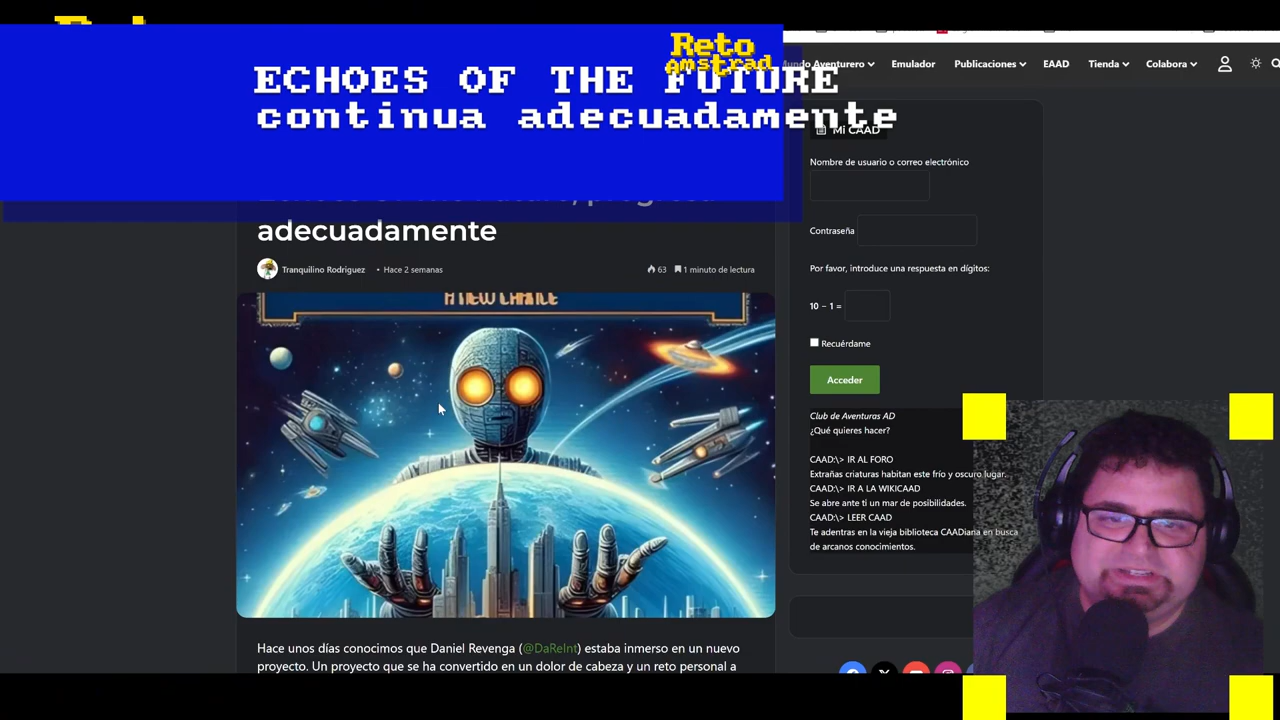 Reto
Amstrad
ECHOES OF THE FUTURE
continua adecuadamente
Mundo Aventurero
Emulador
Publicaciones
EAAD
Tienda
Colabora
adecuadamente
Tranquilino Rodriguez • Hace 2 semanas
63
1 minuto de lectura
A NEW CHANCE
Hace unos días conocimos que Daniel Revenga (@DaReInt) estaba inmerso en un nuevo
proyecto. Un proyecto que se ha convertido en un dolor de cabeza y un reto personal a
Mi CAAD
Nombre de usuario o correo electrónico
Contraseña
Por favor, introduce una respuesta en dígitos:
10 − 1 =
Recuérdame
Acceder
Club de Aventuras AD
¿Qué quieres hacer?
CAAD:\> IR AL FORO
Extrañas criaturas habitan este frío y oscuro lugar.
CAAD:\> IR A LA WIKICAAD
Se abre ante ti un mar de posibilidades.
CAAD:\> LEER CAAD
Te adentras en la vieja biblioteca CAADiana en busca
de arcanos conocimientos.